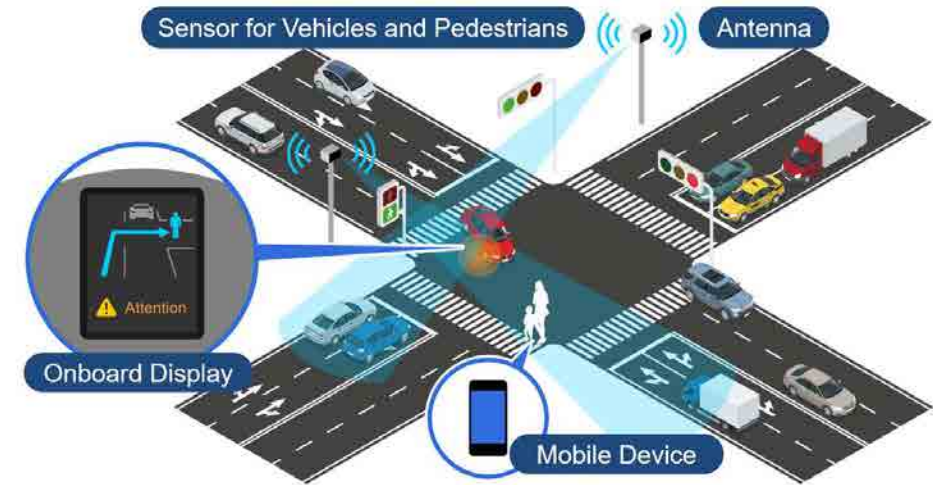 Sensor for Vehicles and Pedestrians
Antenna
Attention
Onboard Display
Mobile Device